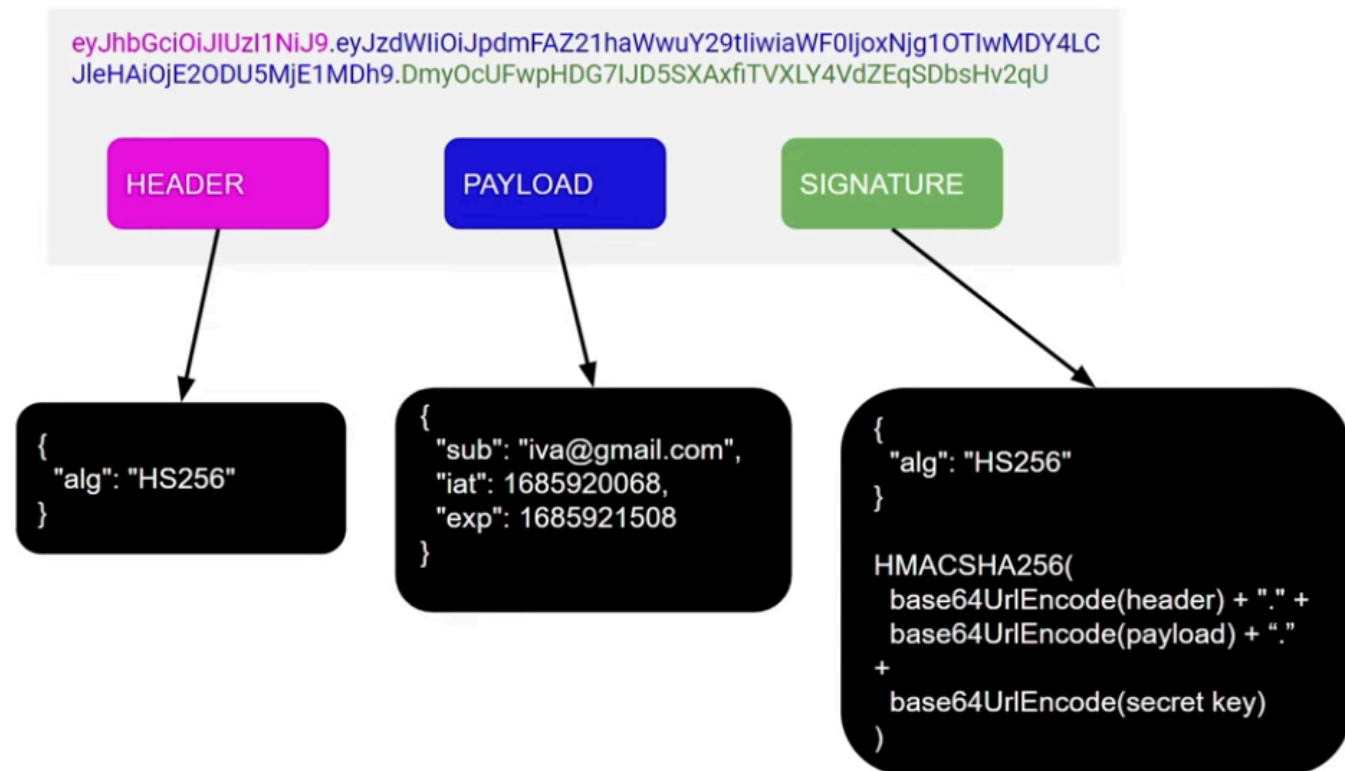 eyJhbGciOiJIUzI1NiJ9.eyJzdWIiOiJpdmFAZ21haWwuY29tIiwiaWF0IjoxNjg1OTIwMDY4LC
JleHAiOjE2ODU5MjE1MDh9.DmyOcUFwpHDG7IJD5SXAxfiTVXLY4VdZEqSDbsHv2qU
HEADER
PAYLOAD
SIGNATURE
{
"alg": "HS256"
}
{
"sub": "iva@gmail.com",
"iat": 1685920068,
"exp": 1685921508
}
{
"alg": "HS256"
}
HMACSHA256(
base64UrlEncode(header) + "." +
base64UrlEncode(payload) + “.”
+
base64UrlEncode(secret key)
)